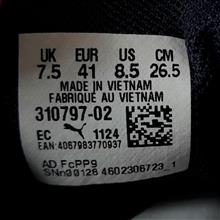 UK EUR US CM
7.5 41 8.5 26.5
MADE IN VIETNAM
FABRIQUÉ AU VIETNAM
310797-02
EC 1124
EAN: 4067983770937
AD FcPP9
SNn00128 4602306723_1